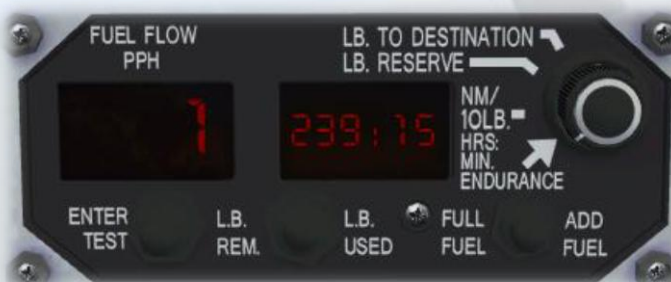 FUEL FLOW
PPH
7
239:15
LB. TO DESTINATION
LB. RESERVE
NM/
10LB.
HRS:
MIN.
ENDURANCE
ENTER
TEST
L.B.
REM.
L.B.
USED
FULL
FUEL
ADD
FUEL